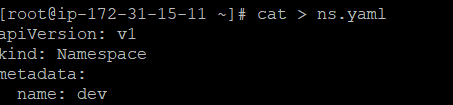 [root@ip-172-31-15-11 ~]# cat > ns.yaml
apiVersion: v1
kind: Namespace
metadata:
  name: dev